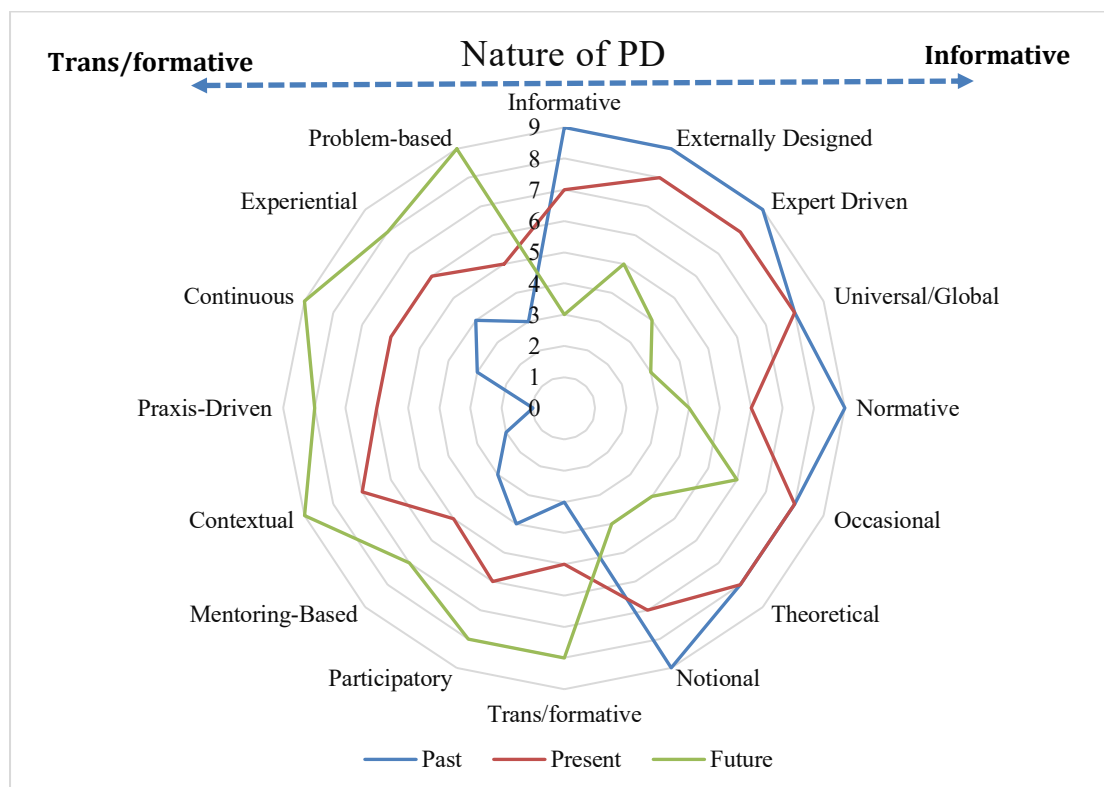 Nature of PD
Trans/formative
Informative
Informative
Problem-based
Externally Designed
Experiential
Expert Driven
Continuous
Universal/Global
Praxis-Driven
Normative
Contextual
Occasional
Mentoring-Based
Theoretical
Participatory
Notional
Trans/formative
9
8
7
6
5
4
3
2
1
0
Past
Present
Future